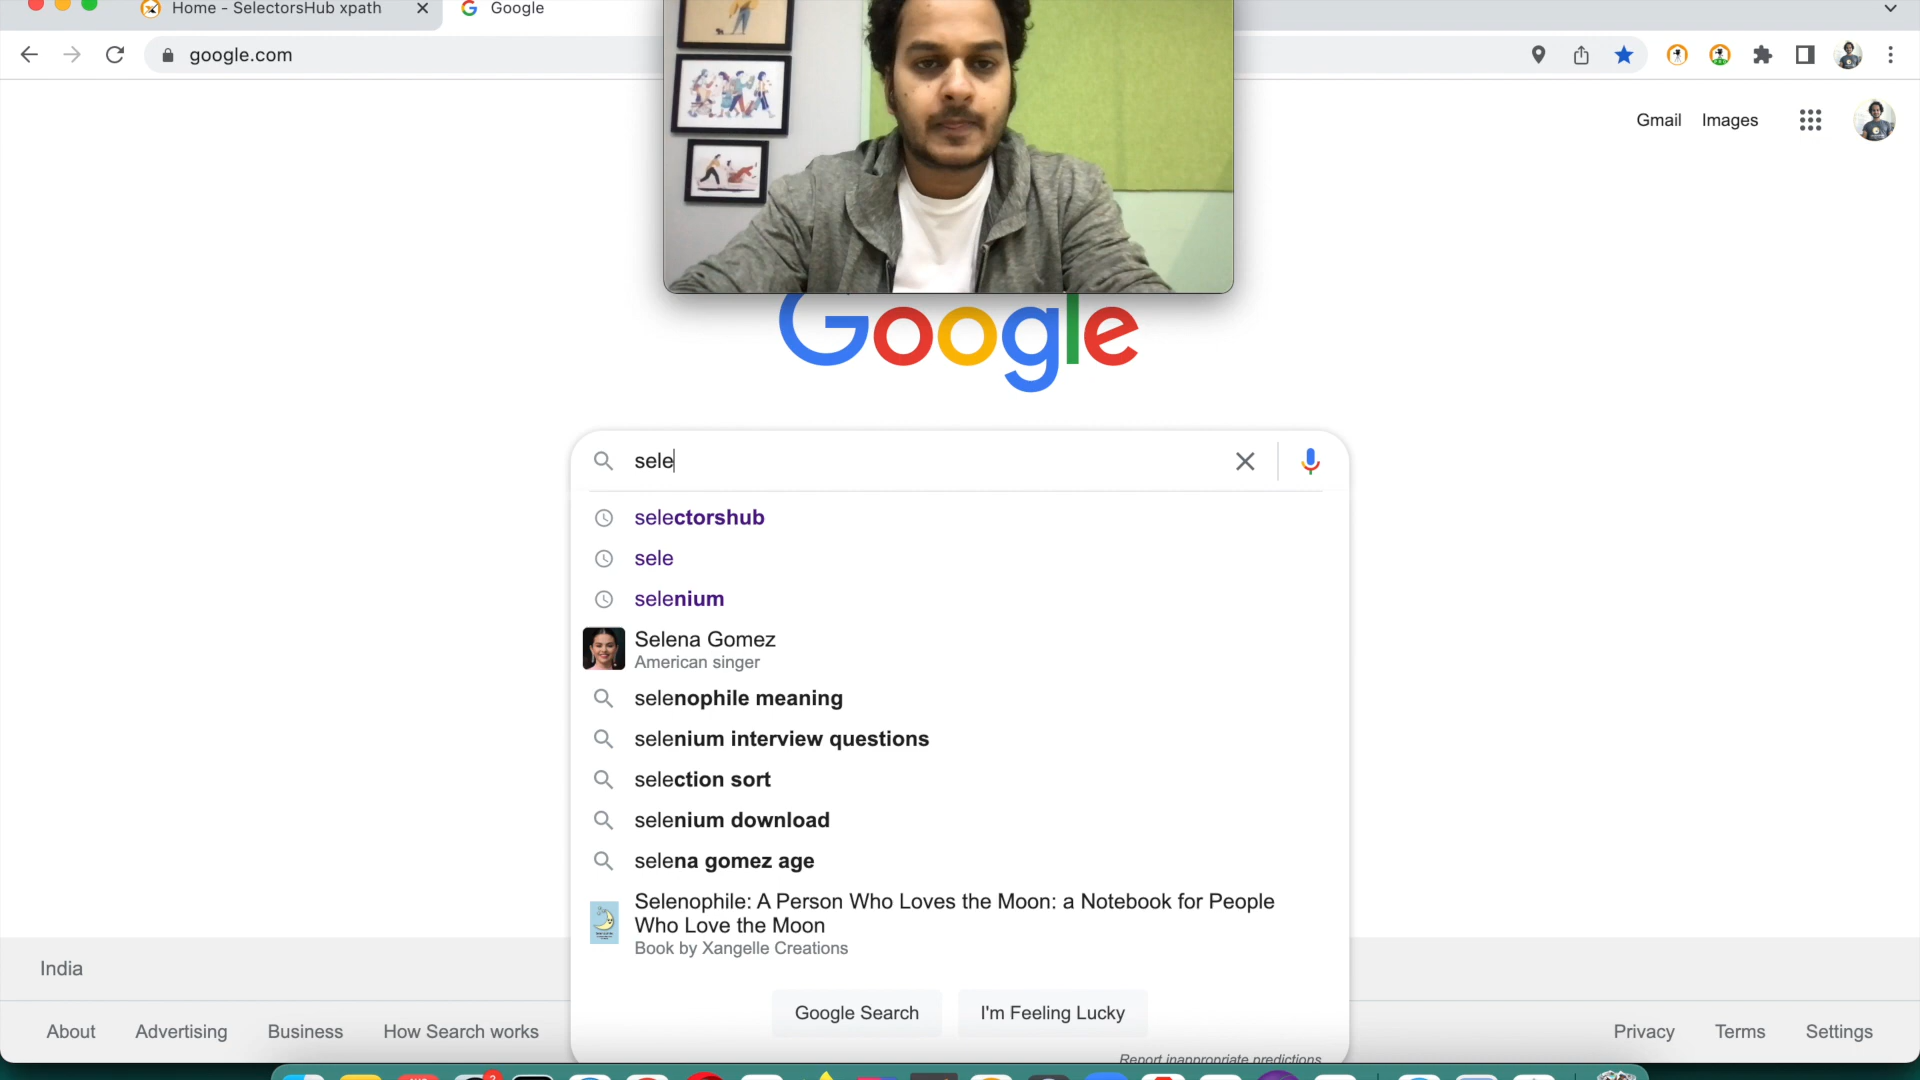 Home - SelectorsHub xpath
Google
google.com
Gmail
Images
Google
sele
selectorshub
sele
selenium
Selena Gomez
American singer
selenophile meaning
selenium interview questions
selection sort
selenium download
selena gomez age
Selenophile: A Person Who Loves the Moon: a Notebook for People
Who Love the Moon
Book by Xangelle Creations
Google Search
I'm Feeling Lucky
Report inappropriate predictions
India
About
Advertising
Business
How Search works
Privacy
Terms
Settings